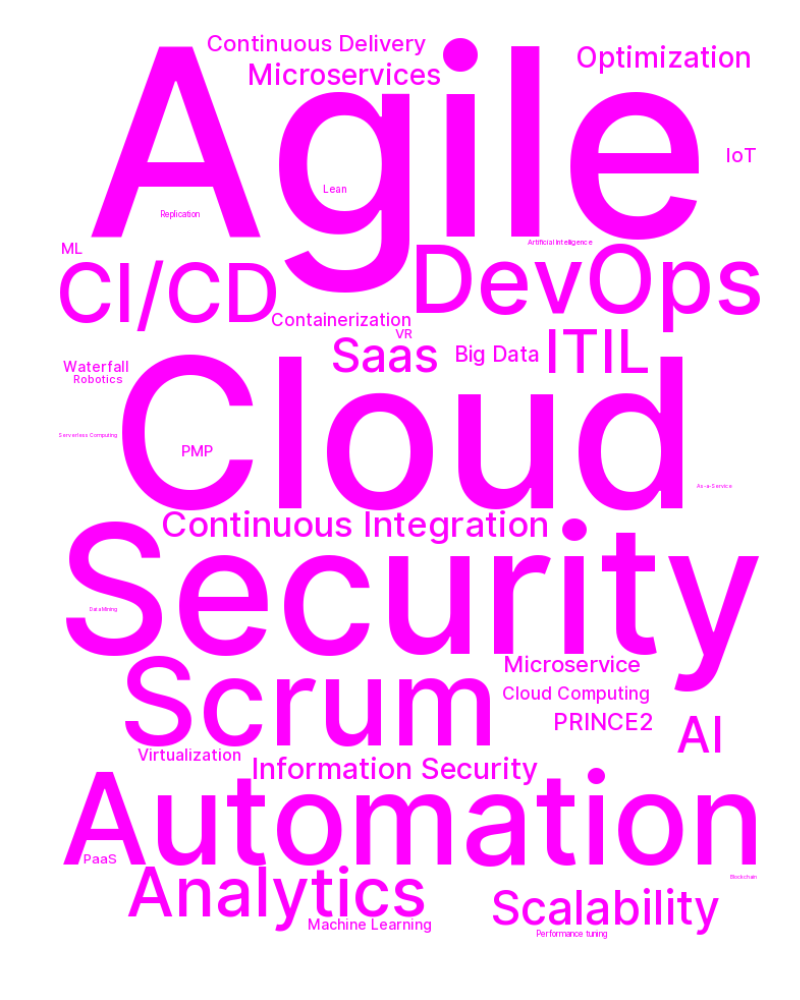 Continuous Delivery
Optimization
Microservices
Agile
IoT
Lean
Replication
Artificial Intelligence
ML
CI/CD
DevOps
Containerization
VR
Saas
Big Data
ITIL
Waterfall
Robotics
Cloud
Serverless Computing
PMP
As-a-Service
Continuous Integration
Security
Data Mining
Scrum
Microservice
Cloud Computing
PRINCE2
AI
Virtualization
Information Security
Automation
PaaS
Blockchain
Analytics
Scalability
Machine Learning
Performance tuning